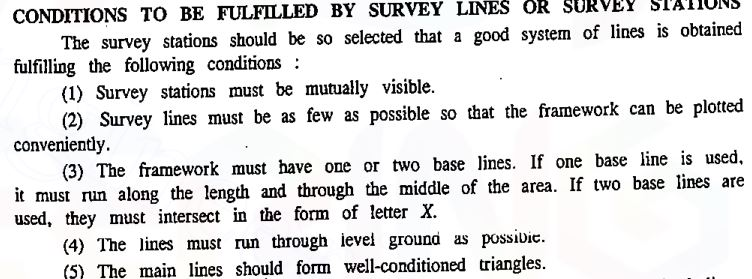 CONDITIONS TO BE FULFILLED BY SURVEY LINES OR SURVEY STATIONS
The survey stations should be so selected that a good system of lines is obtained
fulfilling the following conditions :
(1) Survey stations must be mutually visible.
(2) Survey lines must be as few as possible so that the framework can be plotted
conveniently.
(3) The framework must have one or two base lines. If one base line is used,
it must run along the length and through the middle of the area. If two base lines are
used, they must intersect in the form of letter X.
(4) The lines must run through level ground as possible.
(5) The main lines should form well-conditioned triangles.